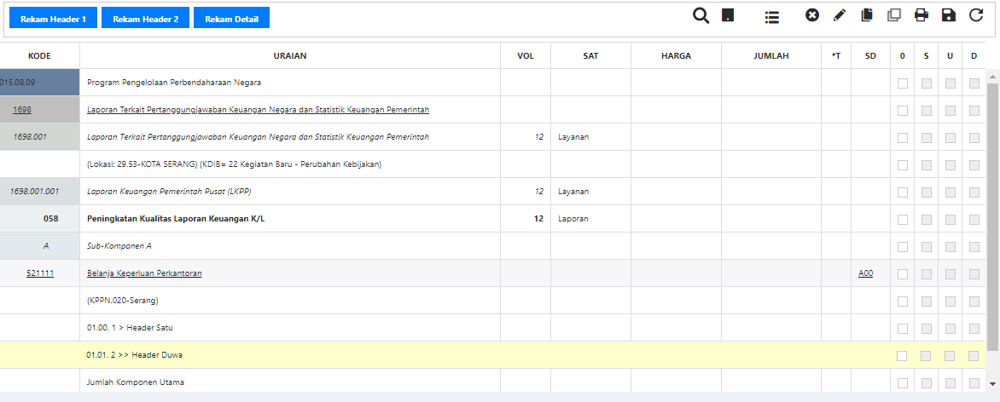 Rekam Header 1 Rekam Header 2 Rekam Detail
KODE URAIAN VOL SAT HARGA JUMLAH *T SD 0 S U D
015.08.09 Program Pengelolaan Perbendaharaan Negara
1698 Laporan Terkait Pertanggungjawaban Keuangan Negara dan Statistik Keuangan Pemerintah
1698.001 Laporan Terkait Pertanggungjawaban Keuangan Negara dan Statistik Keuangan Pemerintah 12 Layanan
(Lokasi: 29.53-KOTA SERANG) (KDIB= 22 Kegiatan Baru - Perubahan Kebijakan)
1698.001.001 Laporan Keuangan Pemerintah Pusat (LKPP) 12 Layanan
058 Peningkatan Kualitas Laporan Keuangan K/L 12 Laporan
A Sub-Komponen A
521111 Belanja Keperluan Perkantoran A00
(KPPN.020-Serang)
01.00. 1 > Header Satu
01.01. 2 >> Header Duwa
Jumlah Komponen Utama